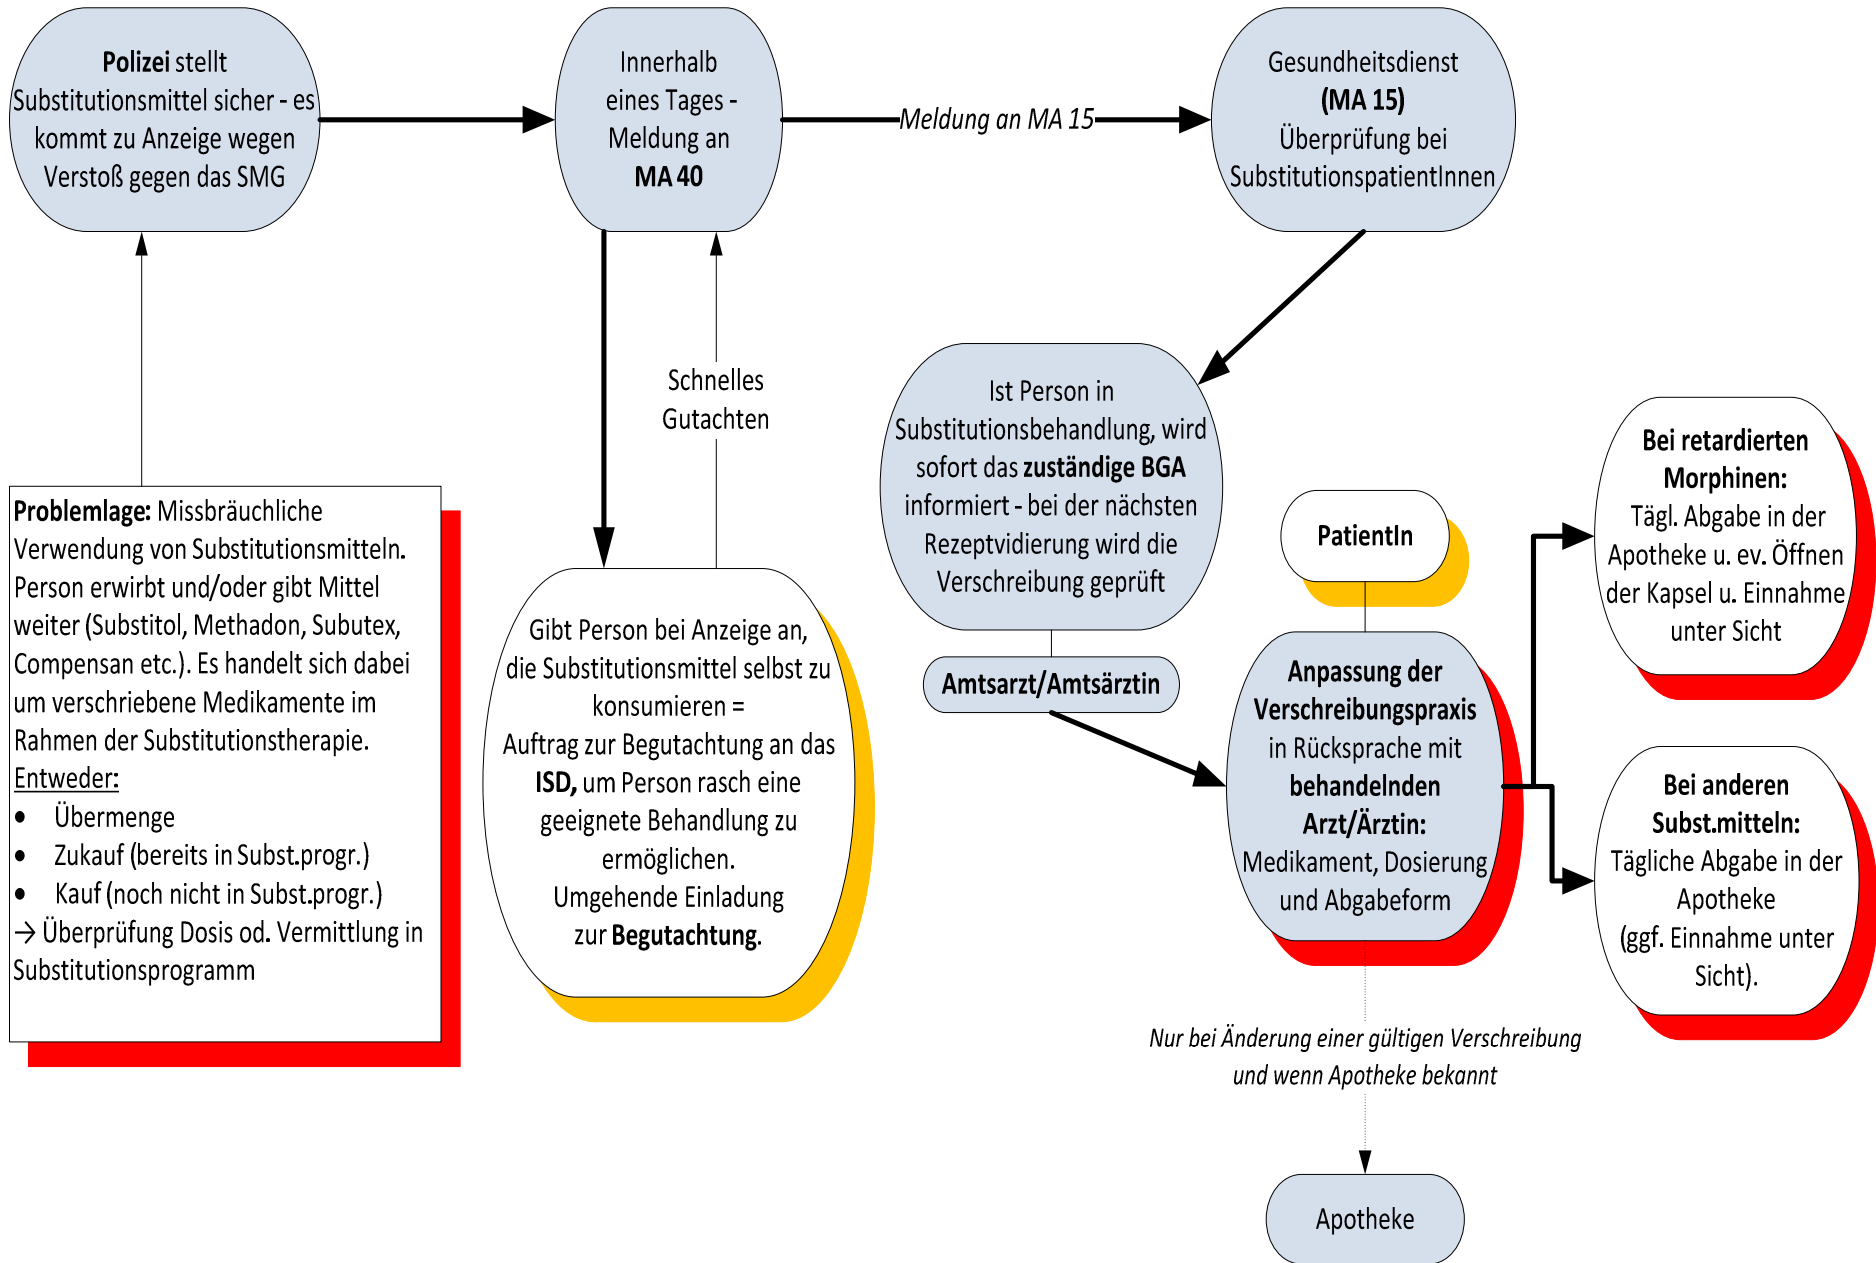 Polizei stellt
Substitutionsmittel sicher - es
kommt zu Anzeige wegen
Verstoß gegen das SMG
Innerhalb
eines Tages -
Meldung an
MA 40
Meldung an MA 15
Gesundheitsdienst
(MA 15)
Überprüfung bei
SubstitutionspatientInnen
Problemlage: Missbräuchliche
Verwendung von Substitutionsmitteln.
Person erwirbt und/oder gibt Mittel
weiter (Substitol, Methadon, Subutex,
Compensan etc.). Es handelt sich dabei
um verschriebene Medikamente im
Rahmen der Substitutionstherapie.
Entweder:
• Übermenge
• Zukauf (bereits in Subst.progr.)
• Kauf (noch nicht in Subst.progr.)
→ Überprüfung Dosis od. Vermittlung in
Substitutionsprogramm
Schnelles
Gutachten
Gibt Person bei Anzeige an,
die Substitutionsmittel selbst zu
konsumieren =
Auftrag zur Begutachtung an das
ISD, um Person rasch eine
geeignete Behandlung zu
ermöglichen.
Umgehende Einladung
zur Begutachtung.
Ist Person in
Substitutionsbehandlung, wird
sofort das zuständige BGA
informiert - bei der nächsten
Rezeptvidierung wird die
Verschreibung geprüft
Amtsarzt/Amtsärztin
PatientIn
Anpassung der
Verschreibungspraxis
in Rücksprache mit
behandelnden
Arzt/Ärztin:
Medikament, Dosierung
und Abgabeform
Bei retardierten
Morphinen:
Tägl. Abgabe in der
Apotheke u. ev. Öffnen
der Kapsel u. Einnahme
unter Sicht
Bei anderen
Subst.mitteln:
Tägliche Abgabe in der
Apotheke
(ggf. Einnahme unter
Sicht).
Nur bei Änderung einer gültigen Verschreibung
und wenn Apotheke bekannt
Apotheke